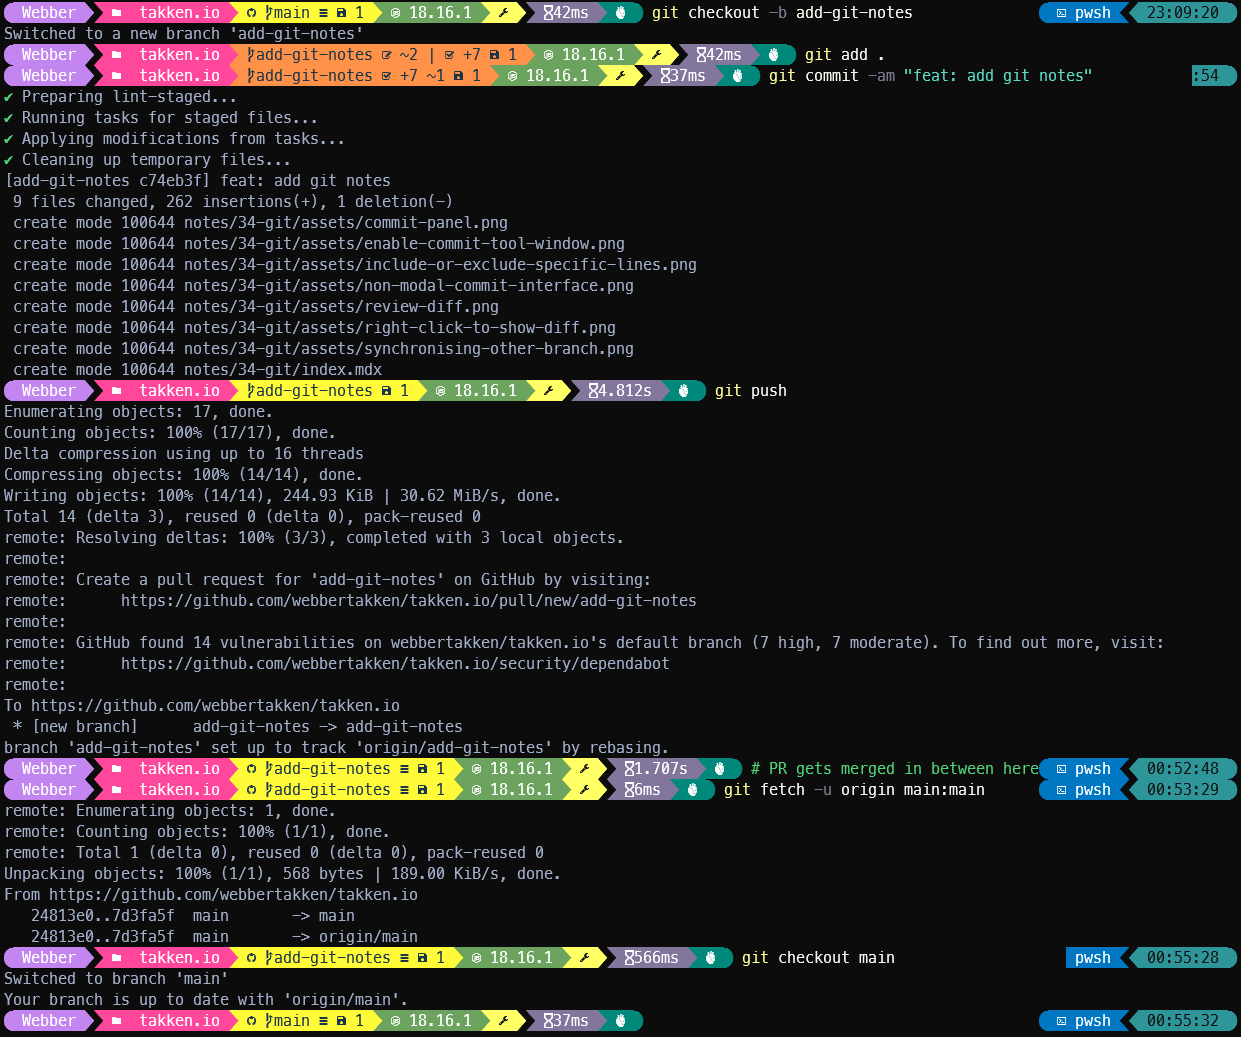 Webber takken.io main ≡ 1 18.16.1 42ms git checkout -b add-git-notes pwsh 23:09:20
Switched to a new branch 'add-git-notes'
Webber takken.io add-git-notes ~2 | +7 1 18.16.1 42ms git add .
Webber takken.io add-git-notes +7 ~1 1 18.16.1 37ms git commit -am "feat: add git notes" :54
✔ Preparing lint-staged...
✔ Running tasks for staged files...
✔ Applying modifications from tasks...
✔ Cleaning up temporary files...
[add-git-notes c74eb3f] feat: add git notes
9 files changed, 262 insertions(+), 1 deletion(-)
create mode 100644 notes/34-git/assets/commit-panel.png
create mode 100644 notes/34-git/assets/enable-commit-tool-window.png
create mode 100644 notes/34-git/assets/include-or-exclude-specific-lines.png
create mode 100644 notes/34-git/assets/non-modal-commit-interface.png
create mode 100644 notes/34-git/assets/review-diff.png
create mode 100644 notes/34-git/assets/right-click-to-show-diff.png
create mode 100644 notes/34-git/assets/synchronising-other-branch.png
create mode 100644 notes/34-git/index.mdx
Webber takken.io add-git-notes 1 18.16.1 4.812s git push
Enumerating objects: 17, done.
Counting objects: 100% (17/17), done.
Delta compression using up to 16 threads
Compressing objects: 100% (14/14), done.
Writing objects: 100% (14/14), 244.93 KiB | 30.62 MiB/s, done.
Total 14 (delta 3), reused 0 (delta 0), pack-reused 0
remote: Resolving deltas: 100% (3/3), completed with 3 local objects.
remote:
remote: Create a pull request for 'add-git-notes' on GitHub by visiting:
remote:      https://github.com/webbertakken/takken.io/pull/new/add-git-notes
remote:
remote: GitHub found 14 vulnerabilities on webbertakken/takken.io's default branch (7 high, 7 moderate). To find out more, visit:
remote:      https://github.com/webbertakken/takken.io/security/dependabot
remote:
To https://github.com/webbertakken/takken.io
* [new branch]      add-git-notes -> add-git-notes
branch 'add-git-notes' set up to track 'origin/add-git-notes' by rebasing.
Webber takken.io add-git-notes ≡ 1 18.16.1 1.707s # PR gets merged in between here pwsh 00:52:48
Webber takken.io add-git-notes ≡ 1 18.16.1 6ms git fetch -u origin main:main pwsh 00:53:29
remote: Enumerating objects: 1, done.
remote: Counting objects: 100% (1/1), done.
remote: Total 1 (delta 0), reused 0 (delta 0), pack-reused 0
Unpacking objects: 100% (1/1), 568 bytes | 189.00 KiB/s, done.
From https://github.com/webbertakken/takken.io
24813e0..7d3fa5f  main       -> main
24813e0..7d3fa5f  main       -> origin/main
Webber takken.io add-git-notes ≡ 1 18.16.1 566ms git checkout main pwsh 00:55:28
Switched to branch 'main'
Your branch is up to date with 'origin/main'.
Webber takken.io main ≡ 1 18.16.1 37ms pwsh 00:55:32